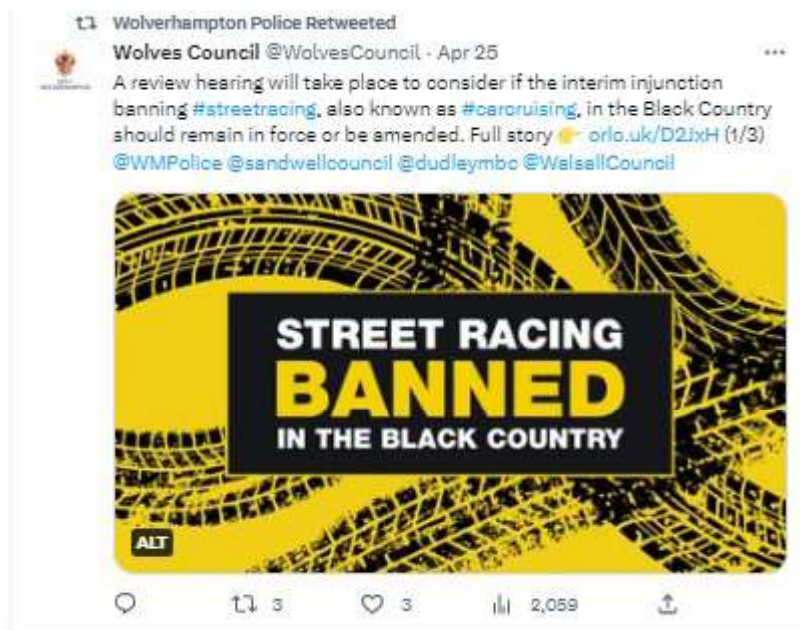 Wolverhampton Police Retweeted
Wolves Council @WolvesCouncil · Apr 25
A review hearing will take place to consider if the interim injunction
banning #streetracing, also known as #carcruising, in the Black Country
should remain in force or be amended. Full story 👉 orlo.uk/D2JxH (1/3)
@WMPolice @sandwellcouncil @dudleymbc @WalsallCouncil
STREET RACING
BANNED
IN THE BLACK COUNTRY
ALT
3 3 2,059